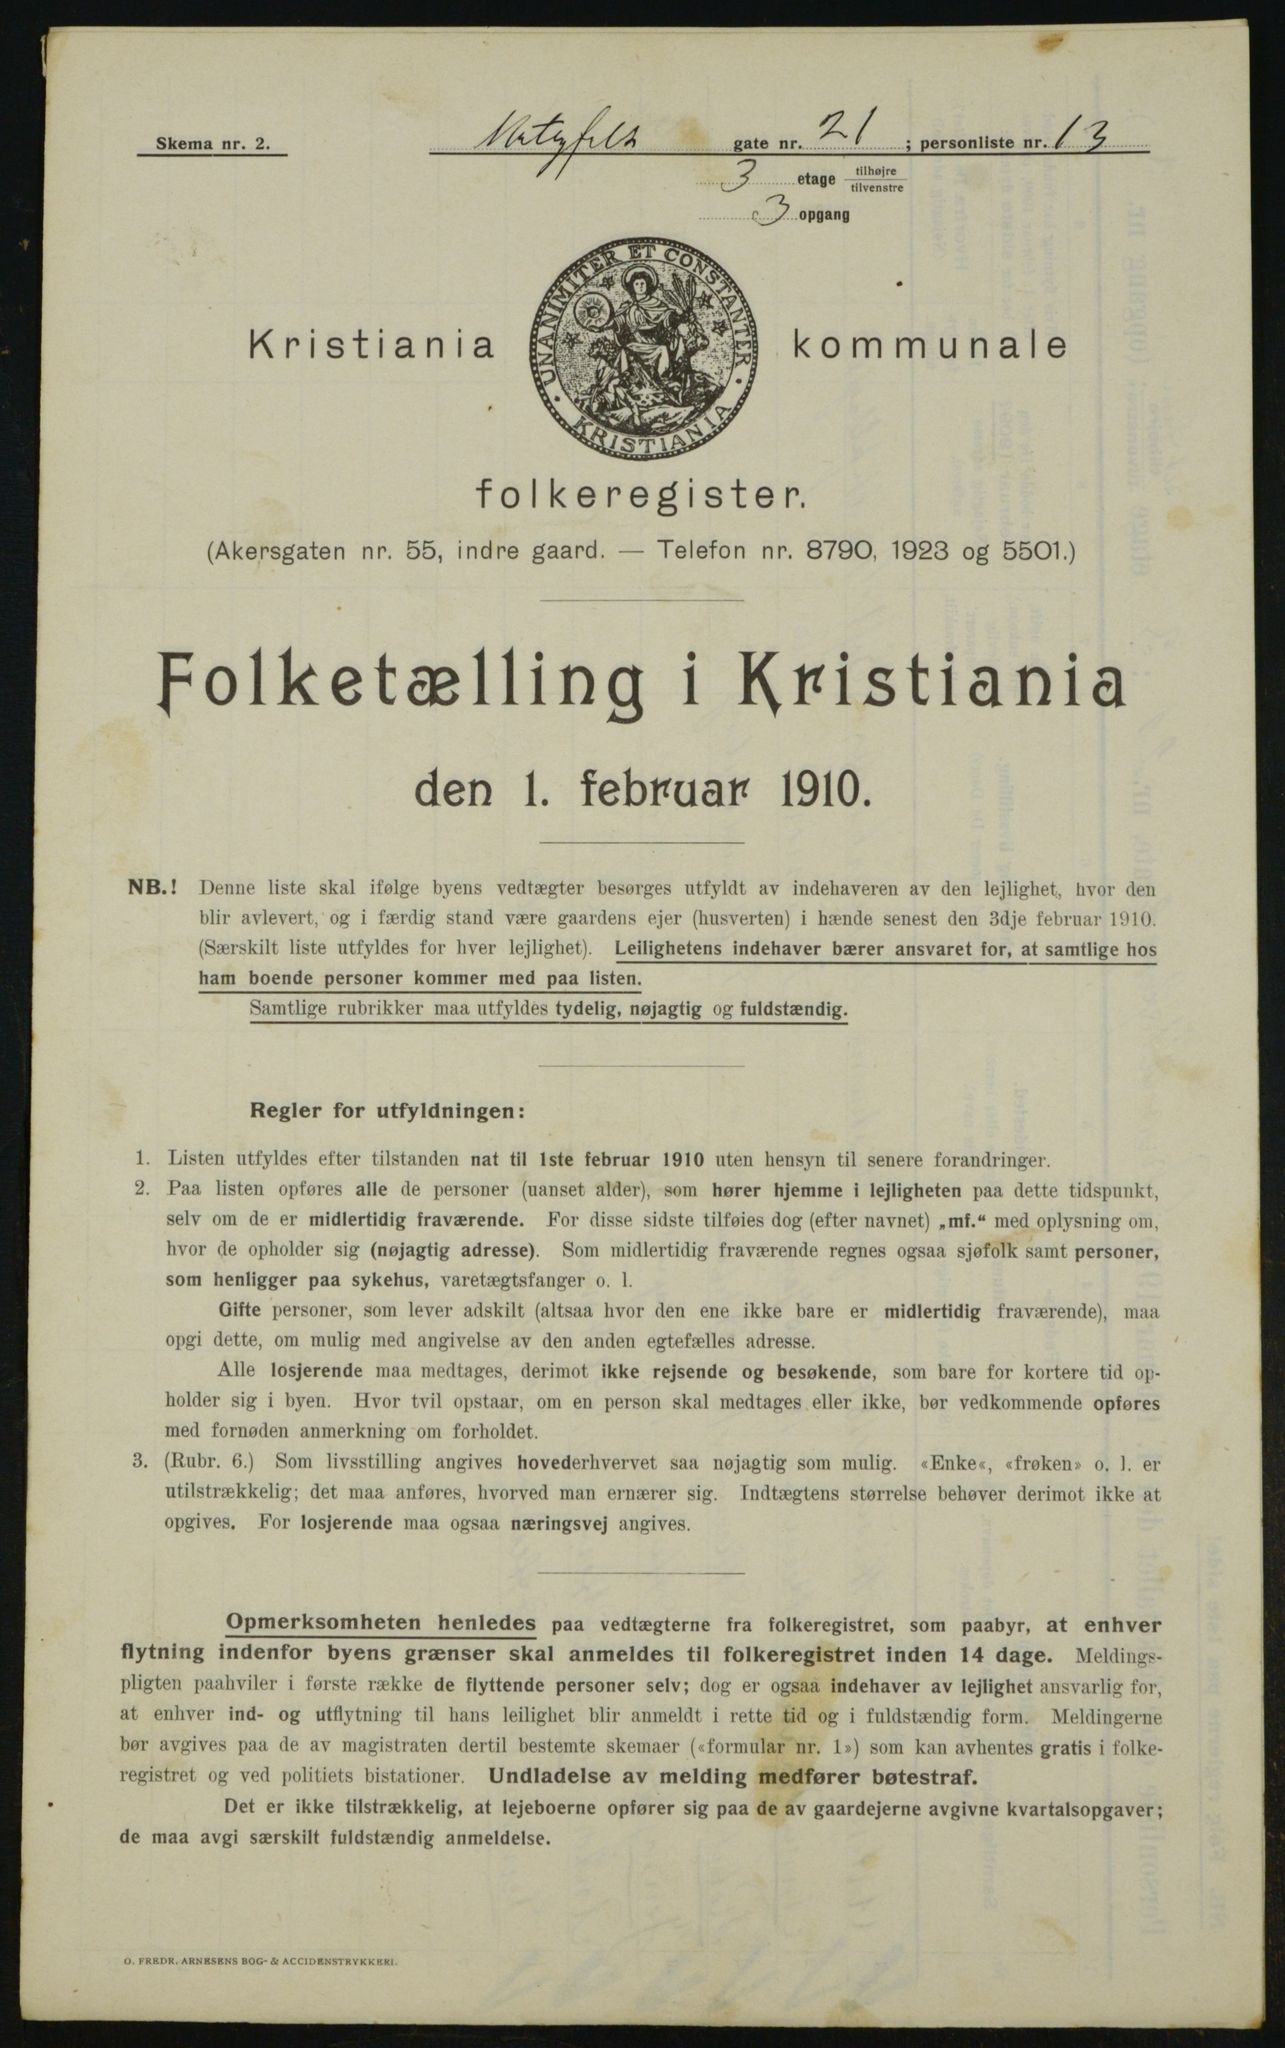 Skema nr. 2. gate nr. 21 ; personliste nr. 13
3 etage tilhøjre
tilvenstre
3 opgang
UNANIMITER ET CONSTANTER
KRISTIANIA
Kristiania kommunale
folkeregister.
(Akersgaten nr. 55, indre gaard. — Telefon nr. 8790, 1923 og 5501.)
Folketælling i Kristiania
den 1. februar 1910.
NB.! Denne liste skal ifølge byens vedtægter besørges utfyldt av indehaveren av den lejlighet, hvor den
blir avlevert, og i færdig stand være gaardens ejer (husverten) i hænde senest den 3dje februar 1910.
(Særskilt liste utfyldes for hver lejlighet). Leilighetens indehaver bærer ansvaret for, at samtlige hos
ham boende personer kommer med paa listen.
Samtlige rubrikker maa utfyldes tydelig, nøjagtig og fuldstændig.
Regler for utfyldningen:
1. Listen utfyldes efter tilstanden nat til 1ste februar 1910 uten hensyn til senere forandringer.
2. Paa listen opføres alle de personer (uanset alder), som hører hjemme i lejligheten paa dette tidspunkt,
selv om de er midlertidig fraværende. For disse sidste tilføies dog (efter navnet) „mf.“ med oplysning om,
hvor de opholder sig (nøjagtig adresse). Som midlertidig fraværende regnes ogsaa sjøfolk samt personer,
som henligger paa sykehus, varetægtsfanger o. l.
Gifte personer, som lever adskilt (altsaa hvor den ene ikke bare er midlertidig fraværende), maa
opgi dette, om mulig med angivelse av den anden egtefælles adresse.
Alle losjerende maa medtages, derimot ikke rejsende og besøkende, som bare for kortere tid op-
holder sig i byen. Hvor tvil opstaar, om en person skal medtages eller ikke, bør vedkommende opføres
med fornøden anmerkning om forholdet.
3. (Rubr. 6.) Som livsstilling angives hovederhvervet saa nøjagtig som mulig. «Enke«, «frøken» o. l. er
utilstrækkelig; det maa anføres, hvorved man ernærer sig. Indtægtens størrelse behøver derimot ikke at
opgives. For losjerende maa ogsaa næringsvej angives.
Opmerksomheten henledes paa vedtægterne fra folkeregistret, som paabyr, at enhver
flytning indenfor byens grænser skal anmeldes til folkeregistret inden 14 dage. Meldings-
pligten paahviler i første række de flyttende personer selv; dog er ogsaa indehaver av lejlighet ansvarlig for,
at enhver ind- og utflytning til hans leilighet blir anmeldt i rette tid og i fuldstændig form. Meldingerne
bør avgives paa de av magistraten dertil bestemte skemaer («formular nr. 1») som kan avhentes gratis i folke-
registret og ved politiets bistationer. Undladelse av melding medfører bøtestraf.
Det er ikke tilstrækkelig, at lejeboerne opfører sig paa de av gaardejerne avgivne kvartalsopgaver;
de maa avgi særskilt fuldstændig anmeldelse.
O. FREDR. ARNESENS BOG- & ACCIDENSTRYKKERI.